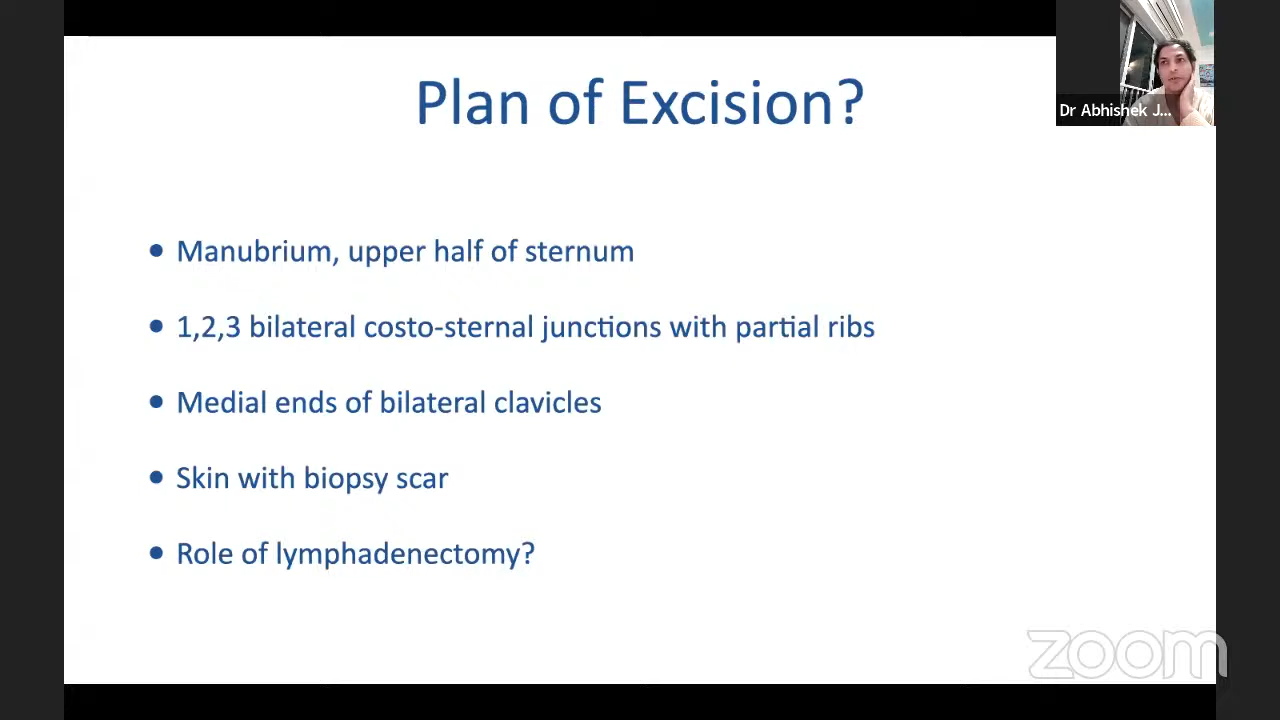 Plan of Excision?
Dr Abhishek J...
• Manubrium, upper half of sternum
• 1,2,3 bilateral costo-sternal junctions with partial ribs
• Medial ends of bilateral clavicles
• Skin with biopsy scar
• Role of lymphadenectomy?
zoom